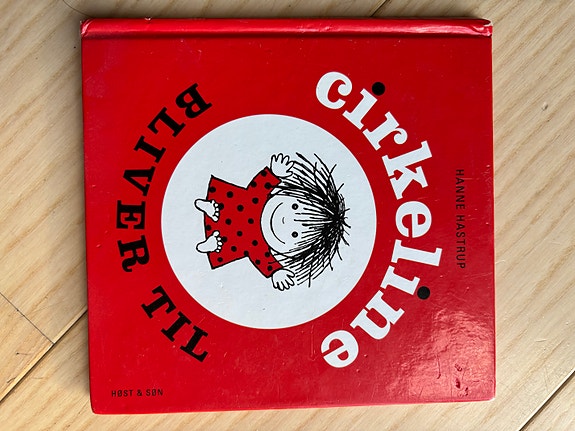 HANNE HASTRUP
cirkeline
BLIVER TIL
HØST & SØN